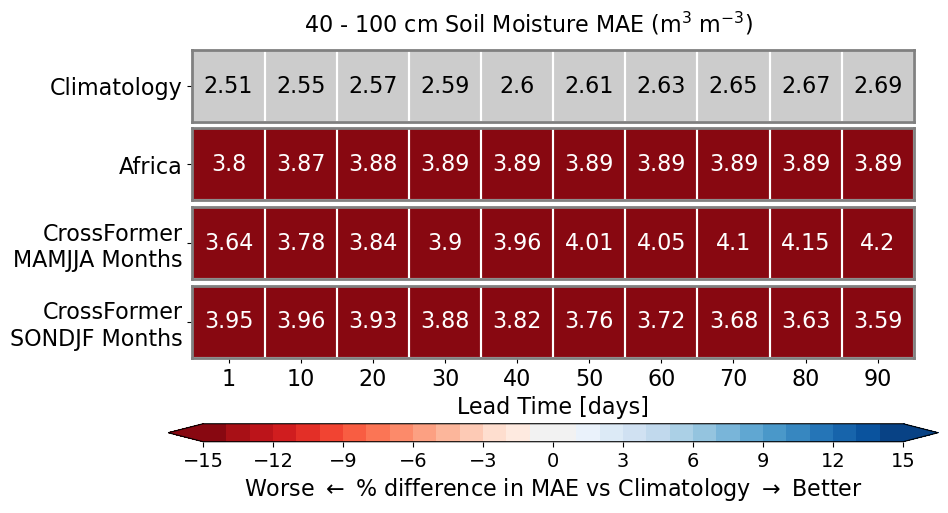 40 - 100 cm Soil Moisture MAE (m³ m⁻³)
Climatology 2.51 2.55 2.57 2.59 2.6 2.61 2.63 2.65 2.67 2.69
Africa 3.8 3.87 3.88 3.89 3.89 3.89 3.89 3.89 3.89 3.89
CrossFormer
MAMJJA Months 3.64 3.78 3.84 3.9 3.96 4.01 4.05 4.1 4.15 4.2
CrossFormer
SONDJF Months 3.95 3.96 3.93 3.88 3.82 3.76 3.72 3.68 3.63 3.59
1 10 20 30 40 50 60 70 80 90
Lead Time [days]
−15 −12 −9 −6 −3 0 3 6 9 12 15
Worse ← % difference in MAE vs Climatology → Better